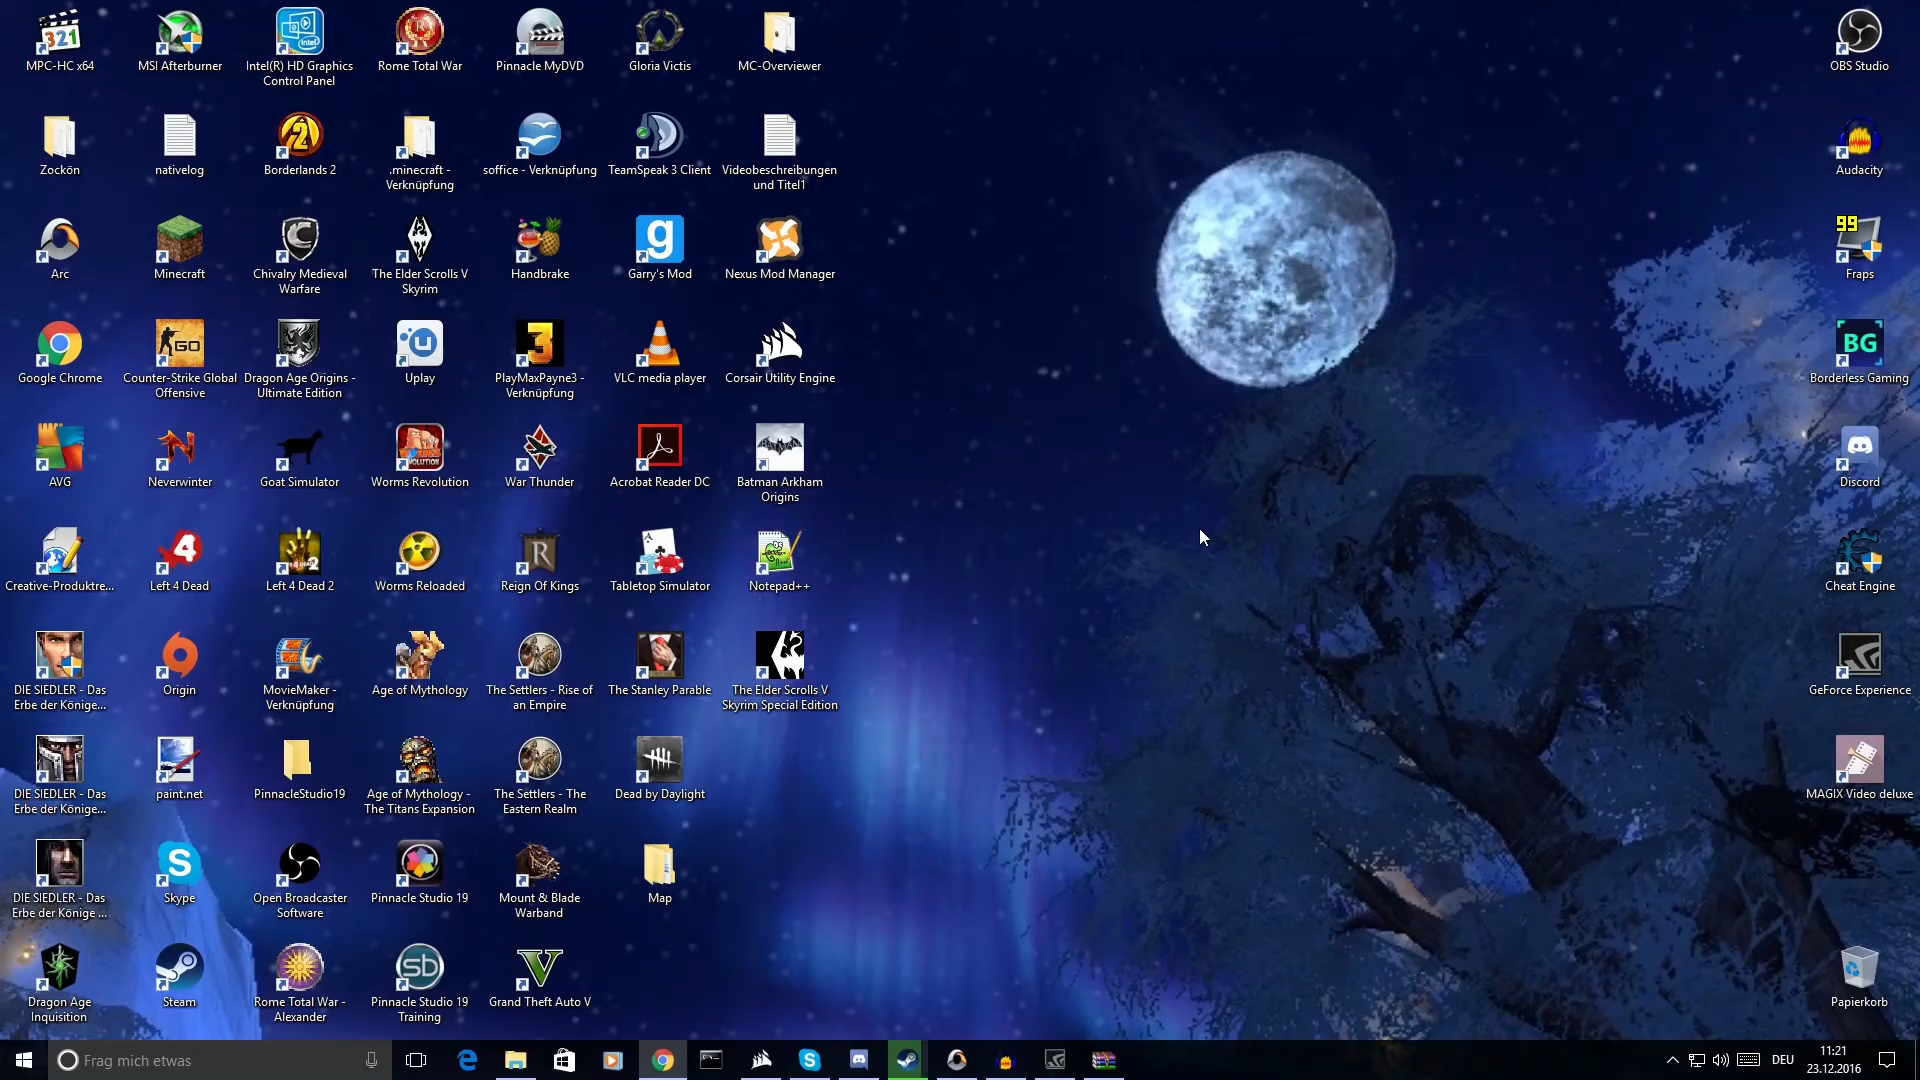 MPC-HC x64
MSI Afterburner
Intel(R) HD Graphics
Control Panel
Rome Total War
Pinnacle MyDVD
Gloria Victis
MC-Overviewer
OBS Studio
Zockön
nativelog
Borderlands 2
.minecraft -
Verknüpfung
soffice - Verknüpfung
TeamSpeak 3 Client
Videobeschreibungen
und Titel1
Audacity
Arc
Minecraft
Chivalry Medieval
Warfare
The Elder Scrolls V
Skyrim
Handbrake
Garry's Mod
Nexus Mod Manager
99
Fraps
Google Chrome
GO
Counter-Strike Global
Offensive
Dragon Age Origins -
Ultimate Edition
Uplay
PlayMaxPayne3 -
Verknüpfung
VLC media player
Corsair Utility Engine
BG
Borderless Gaming
AVG
Neverwinter
Goat Simulator
Worms Revolution
War Thunder
Acrobat Reader DC
Batman Arkham
Origins
Discord
Creative-Produktre...
Left 4 Dead
Left 4 Dead 2
Worms Reloaded
Reign Of Kings
Tabletop Simulator
Notepad++
Cheat Engine
DIE SIEDLER - Das
Erbe der Könige...
Origin
MovieMaker -
Verknüpfung
Age of Mythology
The Settlers - Rise of
an Empire
The Stanley Parable
The Elder Scrolls V
Skyrim Special Edition
GeForce Experience
DIE SIEDLER - Das
Erbe der Könige...
paint.net
PinnacleStudio19
Age of Mythology -
The Titans Expansion
The Settlers - The
Eastern Realm
Dead by Daylight
MAGIX Video deluxe
DIE SIEDLER - Das
Erbe der Könige ...
Skype
Open Broadcaster
Software
Pinnacle Studio 19
Mount & Blade
Warband
Map
Dragon Age
Inquisition
Steam
Rome Total War -
Alexander
sb
Pinnacle Studio 19
Training
Grand Theft Auto V
Papierkorb
Frag mich etwas
DEU
11:21
23.12.2016